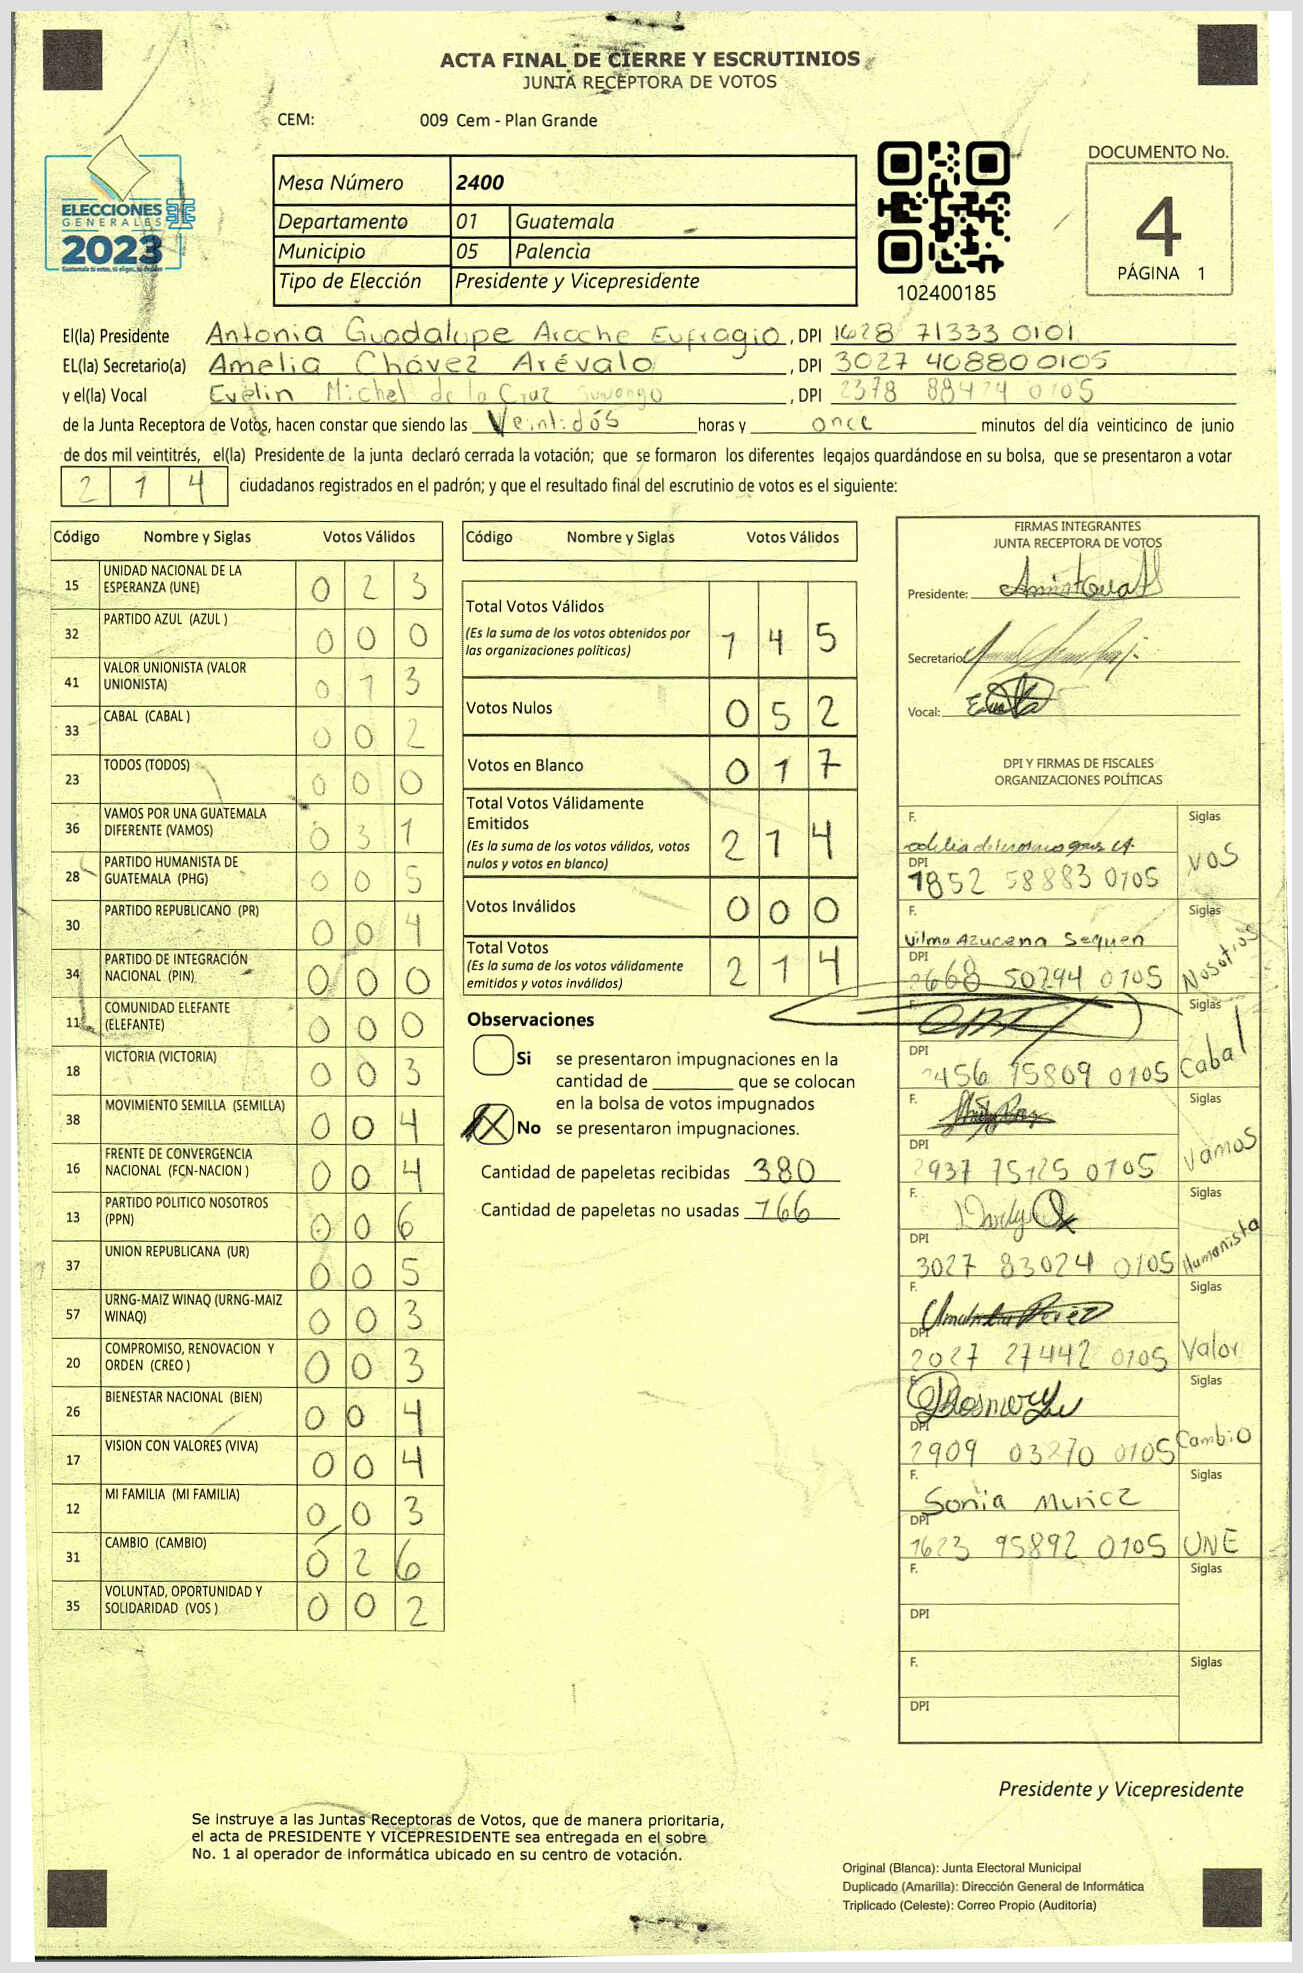 ACTA FINAL DE CIERRE Y ESCRUTINIOS
JUNTA RECEPTORA DE VOTOS
CEM: 009 Cem - Plan Grande
ELECCIONES
GENERALES
2023
Mesa Número 2400
Departamento 01 Guatemala
Municipio 05 Palencia
Tipo de Elección Presidente y Vicepresidente
102400185
DOCUMENTO No.
4
PÁGINA 1
El(la) Presidente Antonia Guadalupe Arache Eufragio, DPI 1628 71333 0101
EL(la) Secretario(a) Amelia Chávez Arévalo, DPI 3027 40880 0105
y el(la) Vocal Evelin Michel de la Cruz, DPI 2378 88474 0105
de la Junta Receptora de Votos, hacen constar que siendo las Veintidós horas y once minutos del día veinticinco de junio
de dos mil veintitrés, el(la) Presidente de la junta declaró cerrada la votación; que se formaron los diferentes legajos guardándose en su bolsa, que se presentaron a votar
214 ciudadanos registrados en el padrón; y que el resultado final del escrutinio de votos es el siguiente:
Código Nombre y Siglas Votos Válidos
15 UNIDAD NACIONAL DE LA ESPERANZA (UNE) 0 2 3
32 PARTIDO AZUL (AZUL ) 0 0 0
41 VALOR UNIONISTA (VALOR UNIONISTA) 0 1 3
33 CABAL (CABAL ) 0 0 2
23 TODOS (TODOS) 0 0 0
36 VAMOS POR UNA GUATEMALA DIFERENTE (VAMOS) 0 3 1
28 PARTIDO HUMANISTA DE GUATEMALA (PHG) 0 0 5
30 PARTIDO REPUBLICANO (PR) 0 0 4
34 PARTIDO DE INTEGRACIÓN NACIONAL (PIN) 0 0 0
11 COMUNIDAD ELEFANTE (ELEFANTE) 0 0 0
18 VICTORIA (VICTORIA) 0 0 3
38 MOVIMIENTO SEMILLA (SEMILLA) 0 0 4
16 FRENTE DE CONVERGENCIA NACIONAL (FCN-NACION ) 0 0 4
13 PARTIDO POLITICO NOSOTROS (PPN) 0 0 6
37 UNION REPUBLICANA (UR) 0 0 5
57 URNG-MAIZ WINAQ (URNG-MAIZ WINAQ) 0 0 3
20 COMPROMISO, RENOVACION Y ORDEN (CREO ) 0 0 3
26 BIENESTAR NACIONAL (BIEN) 0 0 4
17 VISION CON VALORES (VIVA) 0 0 4
12 MI FAMILIA (MI FAMILIA) 0 0 3
31 CAMBIO (CAMBIO) 0 2 6
35 VOLUNTAD, OPORTUNIDAD Y SOLIDARIDAD (VOS ) 0 0 2
Código Nombre y Siglas Votos Válidos
Total Votos Válidos 1 4 5
(Es la suma de los votos obtenidos por
las organizaciones políticas)
Votos Nulos 0 5 2
Votos en Blanco 0 1 7
Total Votos Válidamente
Emitidos 2 1 4
(Es la suma de los votos válidos, votos
nulos y votos en blanco)
Votos Inválidos 0 0 0
Total Votos 2 1 4
(Es la suma de los votos válidamente
emitidos y votos inválidos)
Observaciones
Si se presentaron impugnaciones en la
cantidad de ________ que se colocan
en la bolsa de votos impugnados
X No se presentaron impugnaciones.
Cantidad de papeletas recibidas 380
Cantidad de papeletas no usadas 166
FIRMAS INTEGRANTES
JUNTA RECEPTORA DE VOTOS
Presidente:
Secretario
Vocal:
DPI Y FIRMAS DE FISCALES
ORGANIZACIONES POLÍTICAS
F. Siglas
DPI 1852 58883 0105 VOS
F. Vilma Azucena Sequen Siglas
DPI 2668 50294 0105 Nosotros
F. Siglas
DPI 2456 15809 0105 Cabal
F. Siglas
DPI 2937 75125 0105 Vamos
F. Siglas
DPI 3027 83024 0105 Humanista
F. Siglas
DPI 2027 27442 0105 Valor
F. Siglas
DPI 2909 03270 0105 Cambio
F. Sonia Muñoz Siglas
DPI 1623 95892 0105 UNE
F. Siglas
DPI
F. Siglas
DPI
Presidente y Vicepresidente
Se instruye a las Juntas Receptoras de Votos, que de manera prioritaria,
el acta de PRESIDENTE Y VICEPRESIDENTE sea entregada en el sobre
No. 1 al operador de informática ubicado en su centro de votación.
Original (Blanca): Junta Electoral Municipal
Duplicado (Amarilla): Dirección General de Informática
Triplicado (Celeste): Correo Propio (Auditoría)